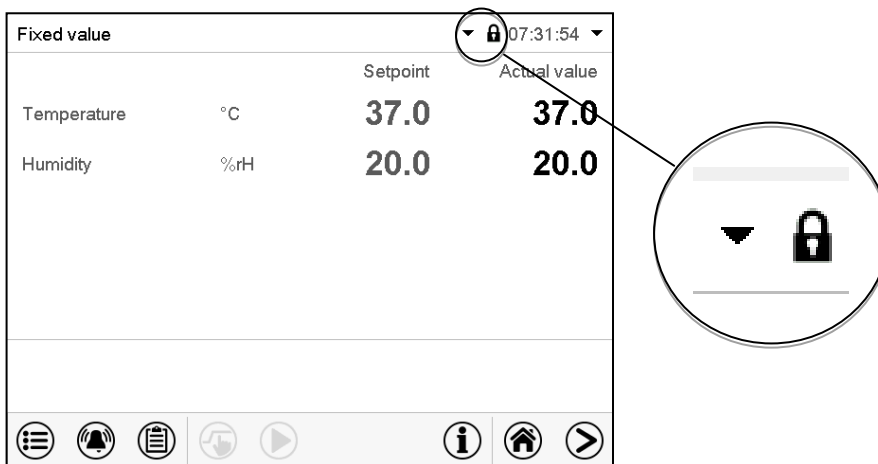 Fixed value 07:31:54
Setpoint Actual value
Temperature °C 37.0 37.0
Humidity %rH 20.0 20.0